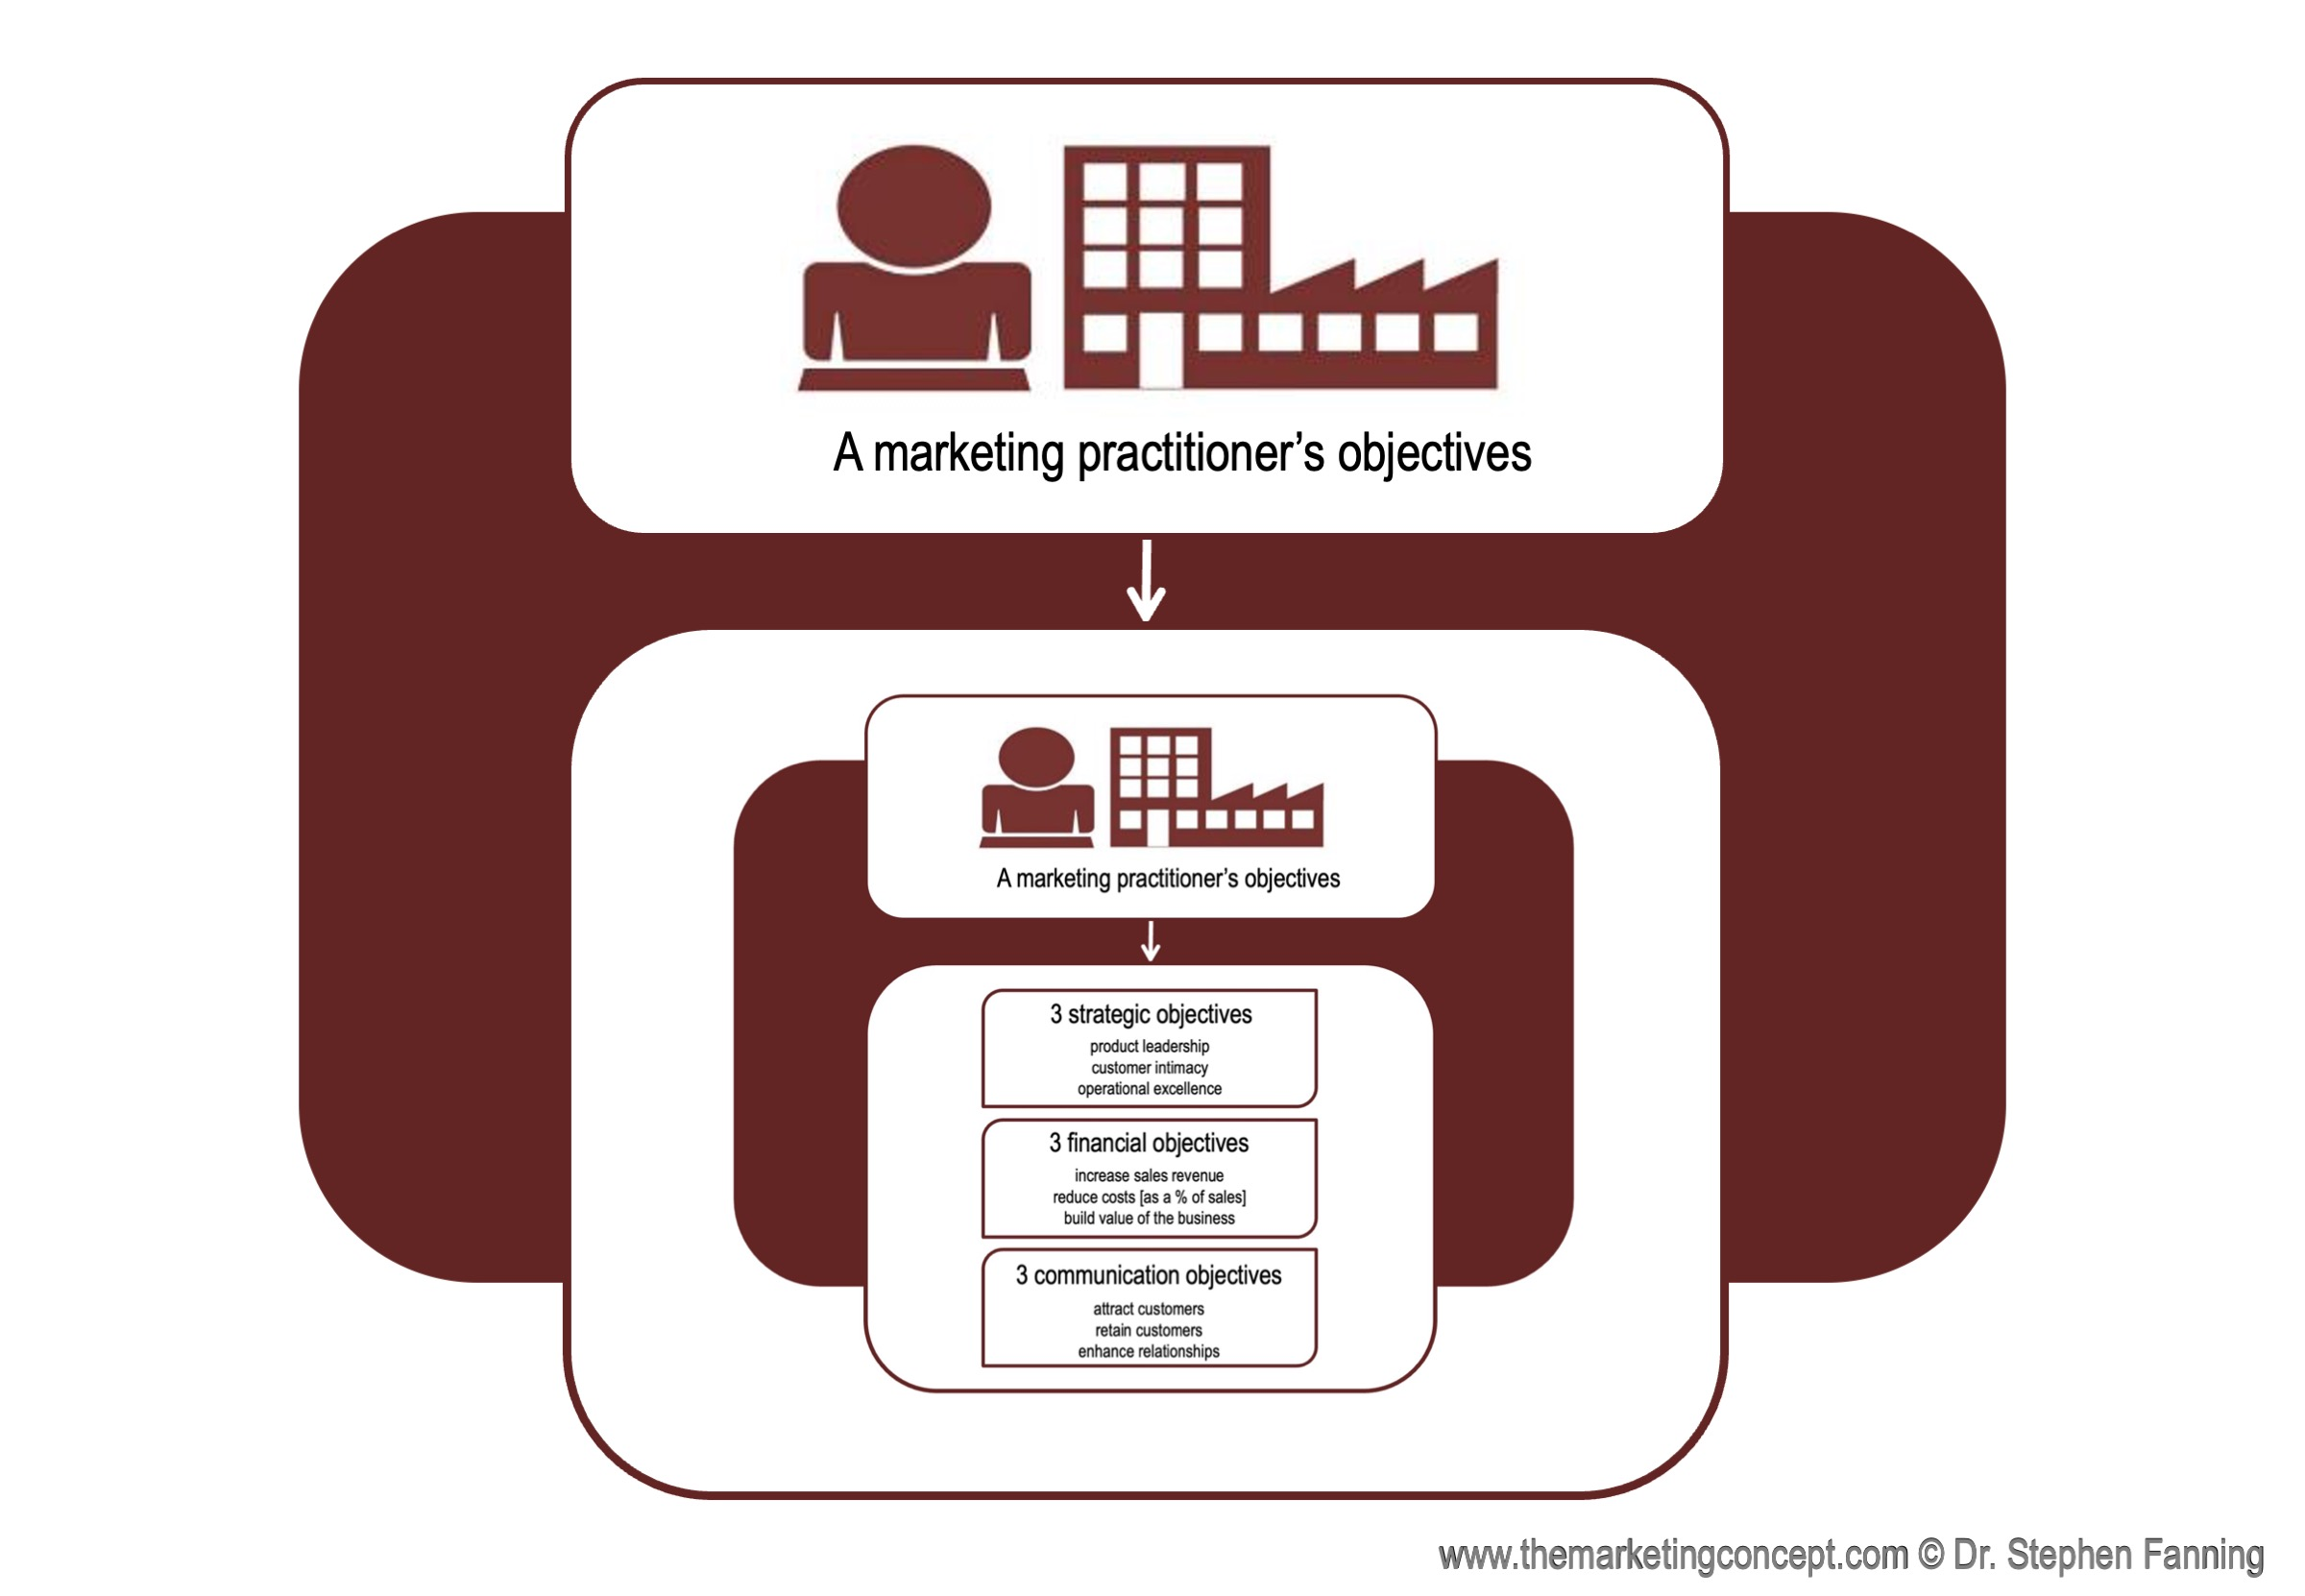 A marketing practitioner’s objectives
A marketing practitioner’s objectives
3 strategic objectives
product leadership
customer intimacy
operational excellence
3 financial objectives
increase sales revenue
reduce costs [as a % of sales]
build value of the business
3 communication objectives
attract customers
retain customers
enhance relationships
www.themarketingconcept.com © Dr. Stephen Fanning